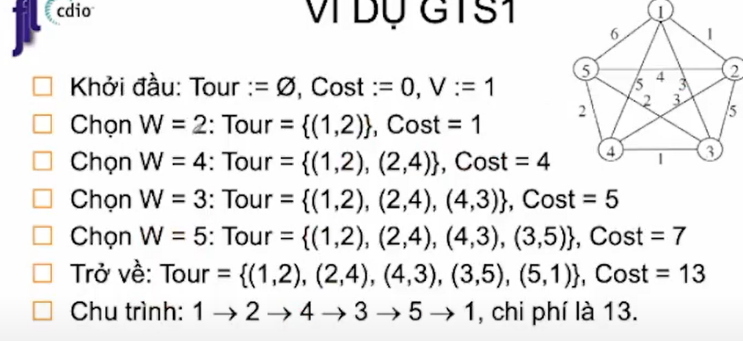 cdio
VÍ DỤ GTS1
□ Khởi đầu: Tour := Ø, Cost := 0, V := 1
□ Chọn W = 2: Tour = {(1,2)}, Cost = 1
□ Chọn W = 4: Tour = {(1,2), (2,4)}, Cost = 4
□ Chọn W = 3: Tour = {(1,2), (2,4), (4,3)}, Cost = 5
□ Chọn W = 5: Tour = {(1,2), (2,4), (4,3), (3,5)}, Cost = 7
□ Trở về: Tour = {(1,2), (2,4), (4,3), (3,5), (5,1)}, Cost = 13
□ Chu trình: 1 → 2 → 4 → 3 → 5 → 1, chi phí là 13.
1
6 1
5 4 2
5 3
2 2 3 5
4 1 3